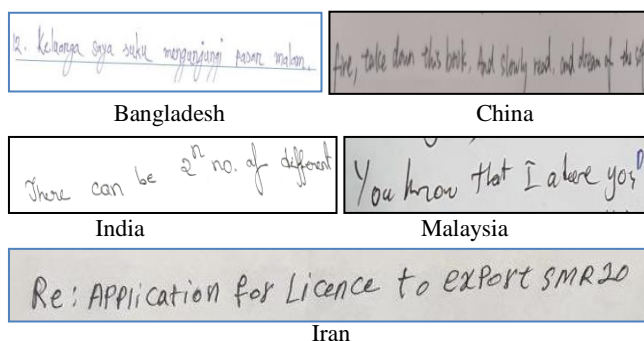 12. Keluarga saya suka mengunjungi pasar malam.
fire, take down this book, And slowly read, and dream of the
Bangladesh
China
There can be 2ⁿ no. of different
You know that I you
India
Malaysia
Re: APPlication for Licence to export SMR20
Iran